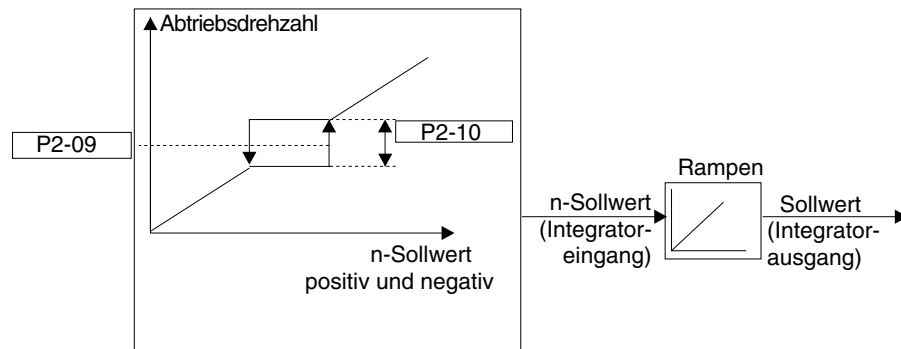 Abtriebsdrehzahl
P2-09
P2-10
n-Sollwert
positiv und negativ
n-Sollwert
(Integrator-
eingang)
Rampen
Sollwert
(Integrator-
ausgang)